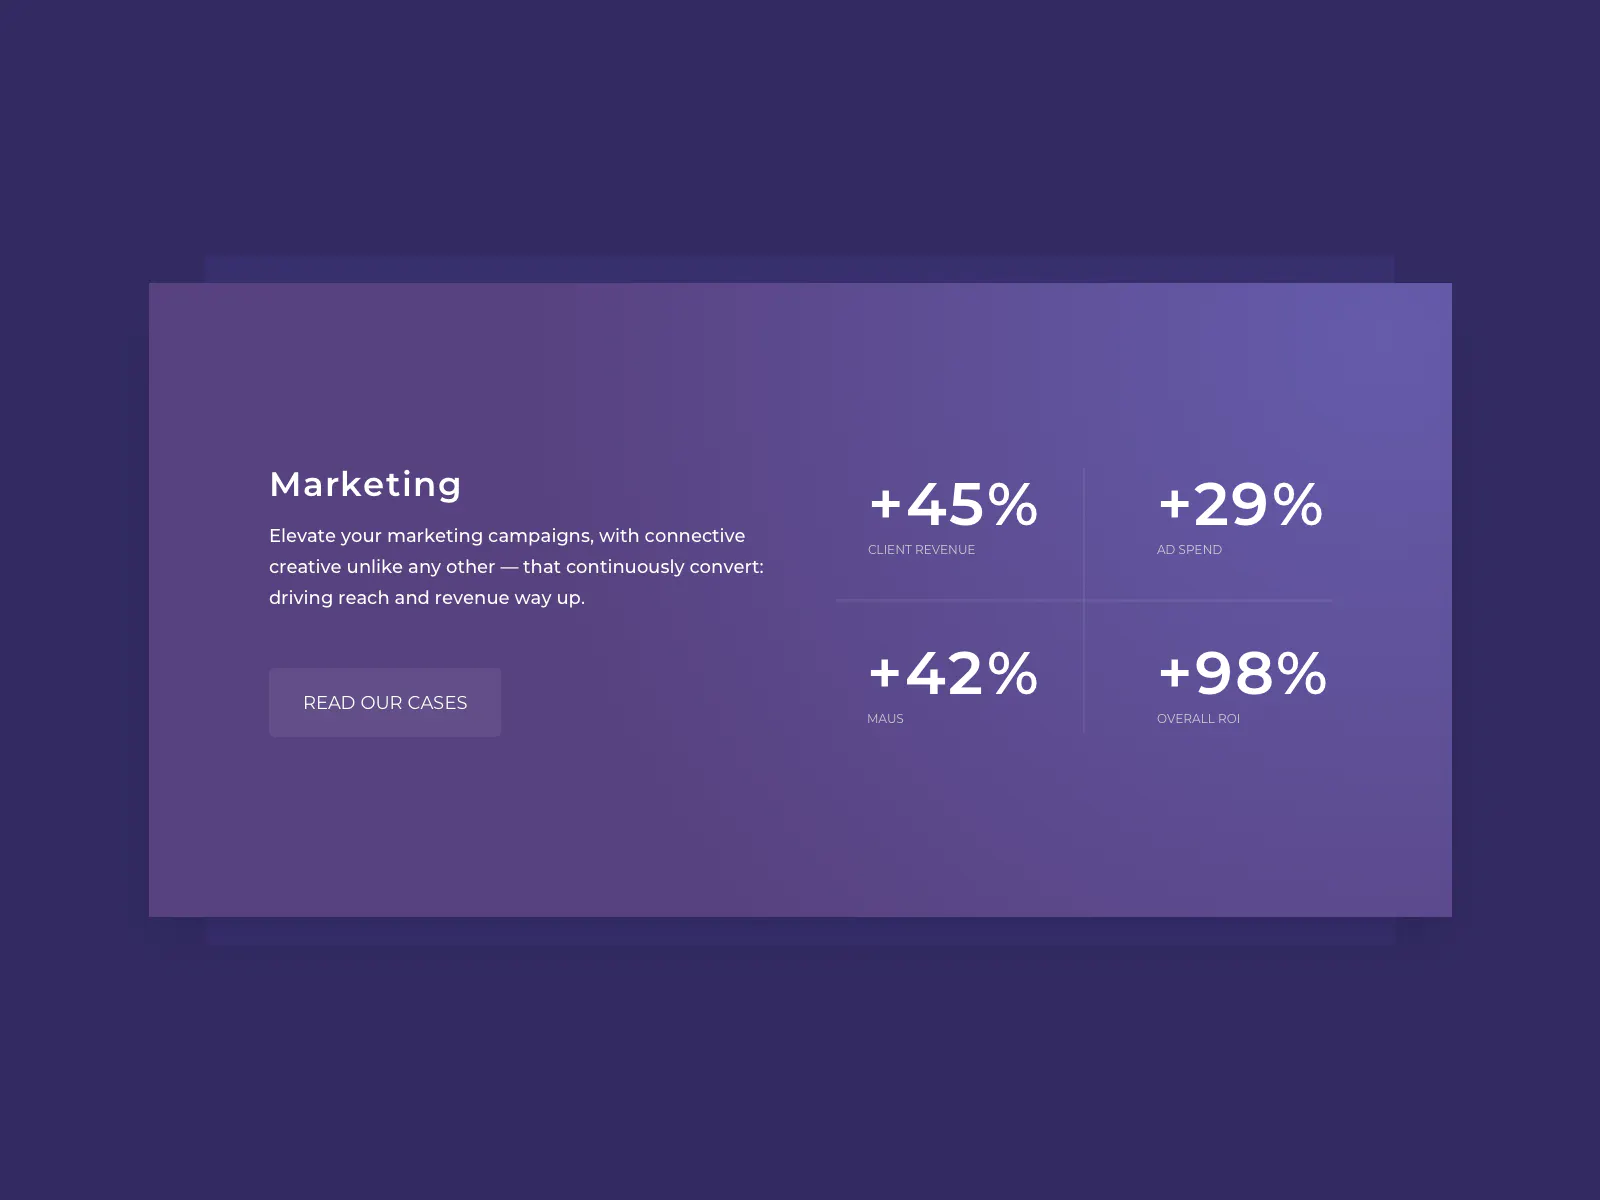 Marketing
Elevate your marketing campaigns, with connective
creative unlike any other — that continuously convert:
driving reach and revenue way up.
READ OUR CASES
+45%
CLIENT REVENUE
+29%
AD SPEND
+42%
MAUS
+98%
OVERALL ROI